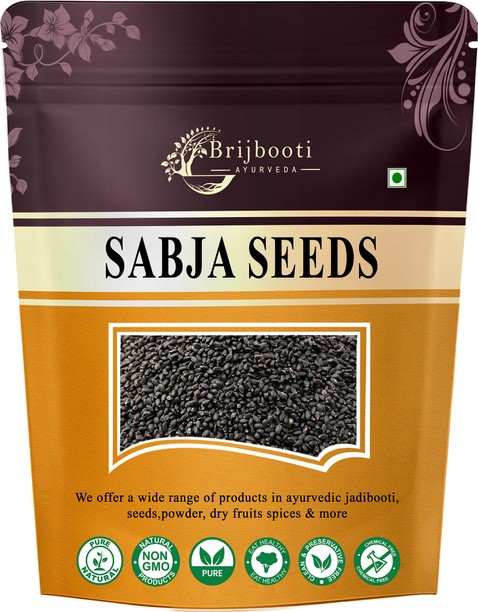 Brijbooti
AYURVEDA
SABJA SEEDS
We offer a wide range of products in ayurvedic jadibooti,
seeds,powder, dry fruits spices & more
PURE
NATURAL
NATURAL
NON
GMO
PRODUCTS
PURE
EAT HEALTHY
EAT HEALTHY
PRESERVATIVE
CLEAN & FREE
CHEMICAL FREE
CHEMICAL FREE